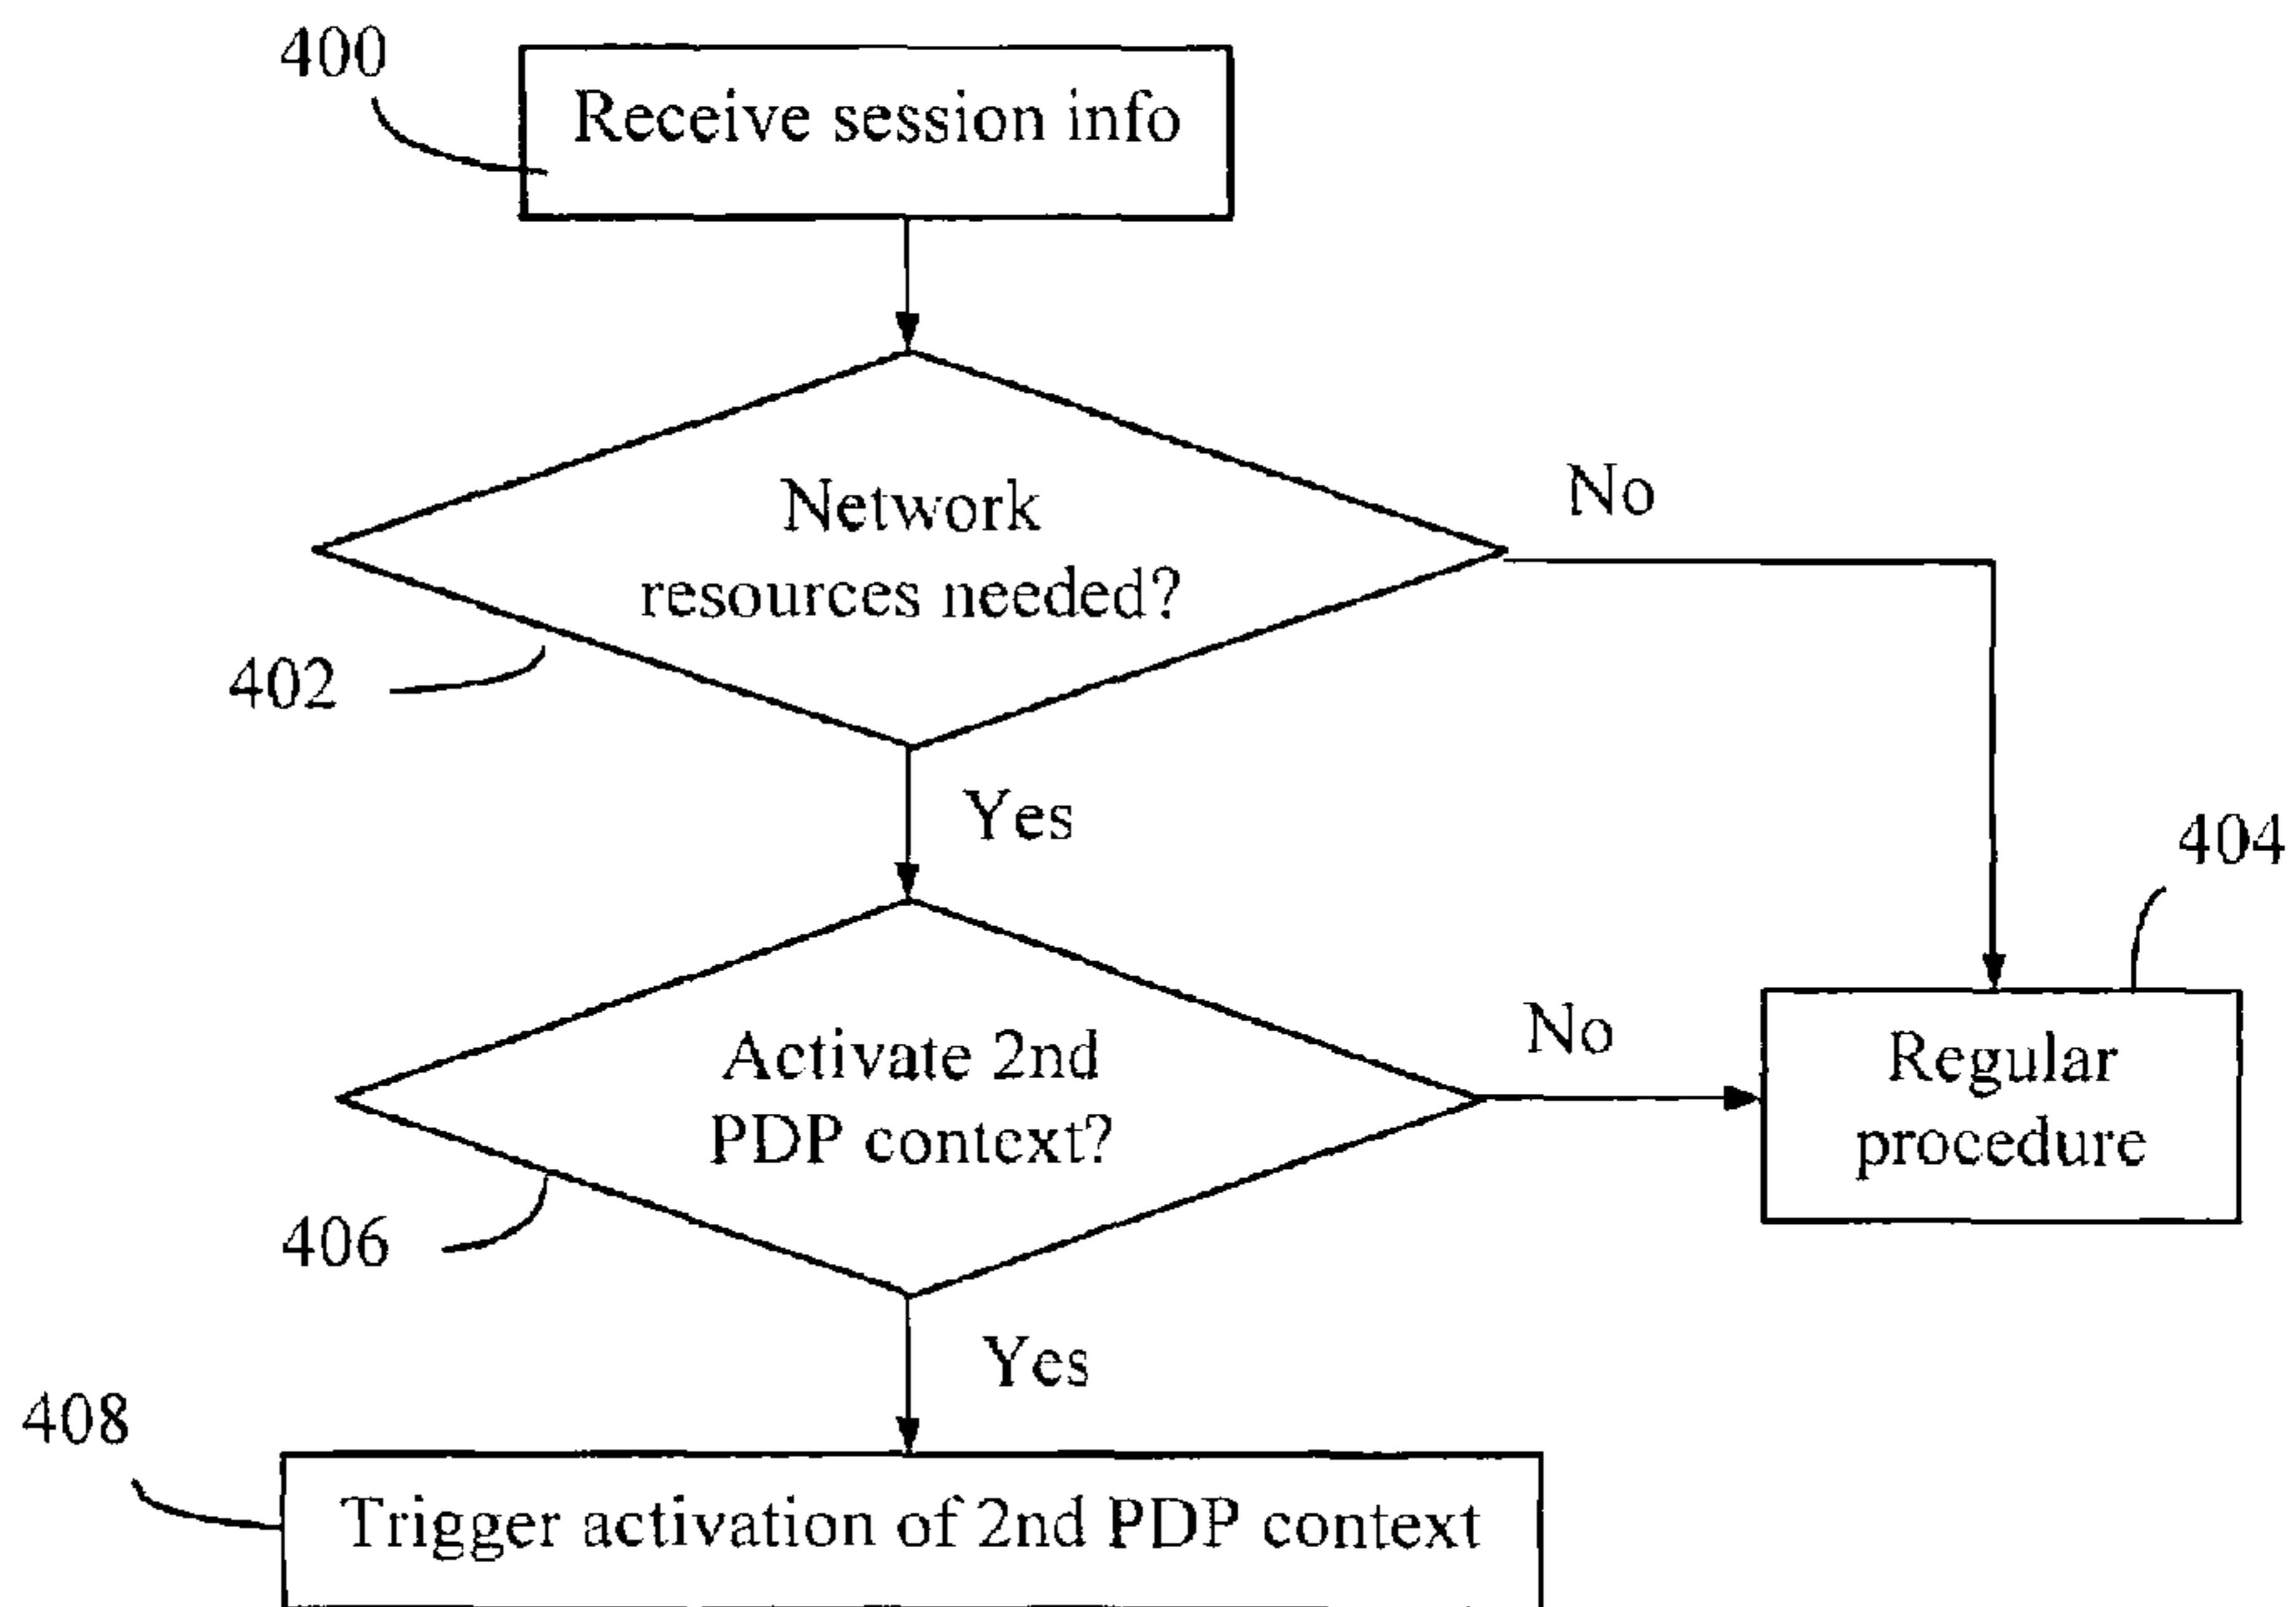 400
Receive session info
Network
resources needed?
No
402
Yes
404
Activate 2nd
PDP context?
No
Regular
procedure
406
Yes
408
Trigger activation of 2nd PDP context